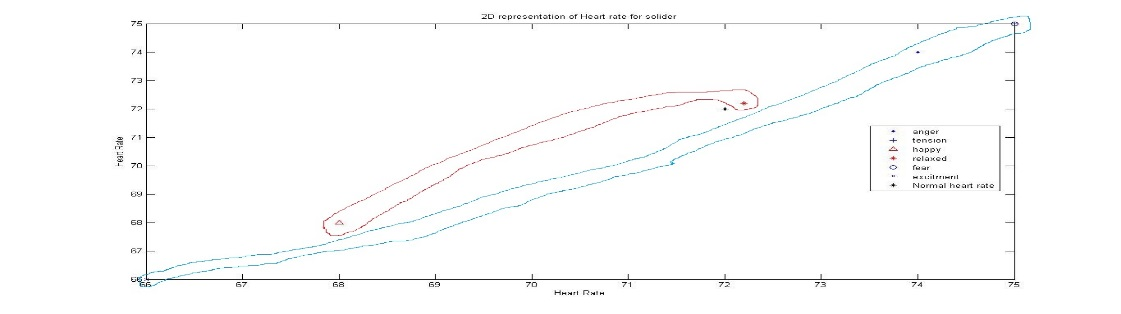 2D representation of Heart rate for solider
75
74
73
72
71
70
69
68
67
66
Heart Rate
66 67 68 69 70 71 72 73 74 75
Heart Rate
anger
tension
happy
relaxed
fear
excitment
Normal heart rate